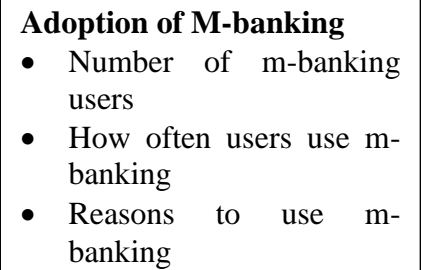 Adoption of M-banking
• Number of m-banking
users
• How often users use m-
banking
• Reasons to use m-
banking